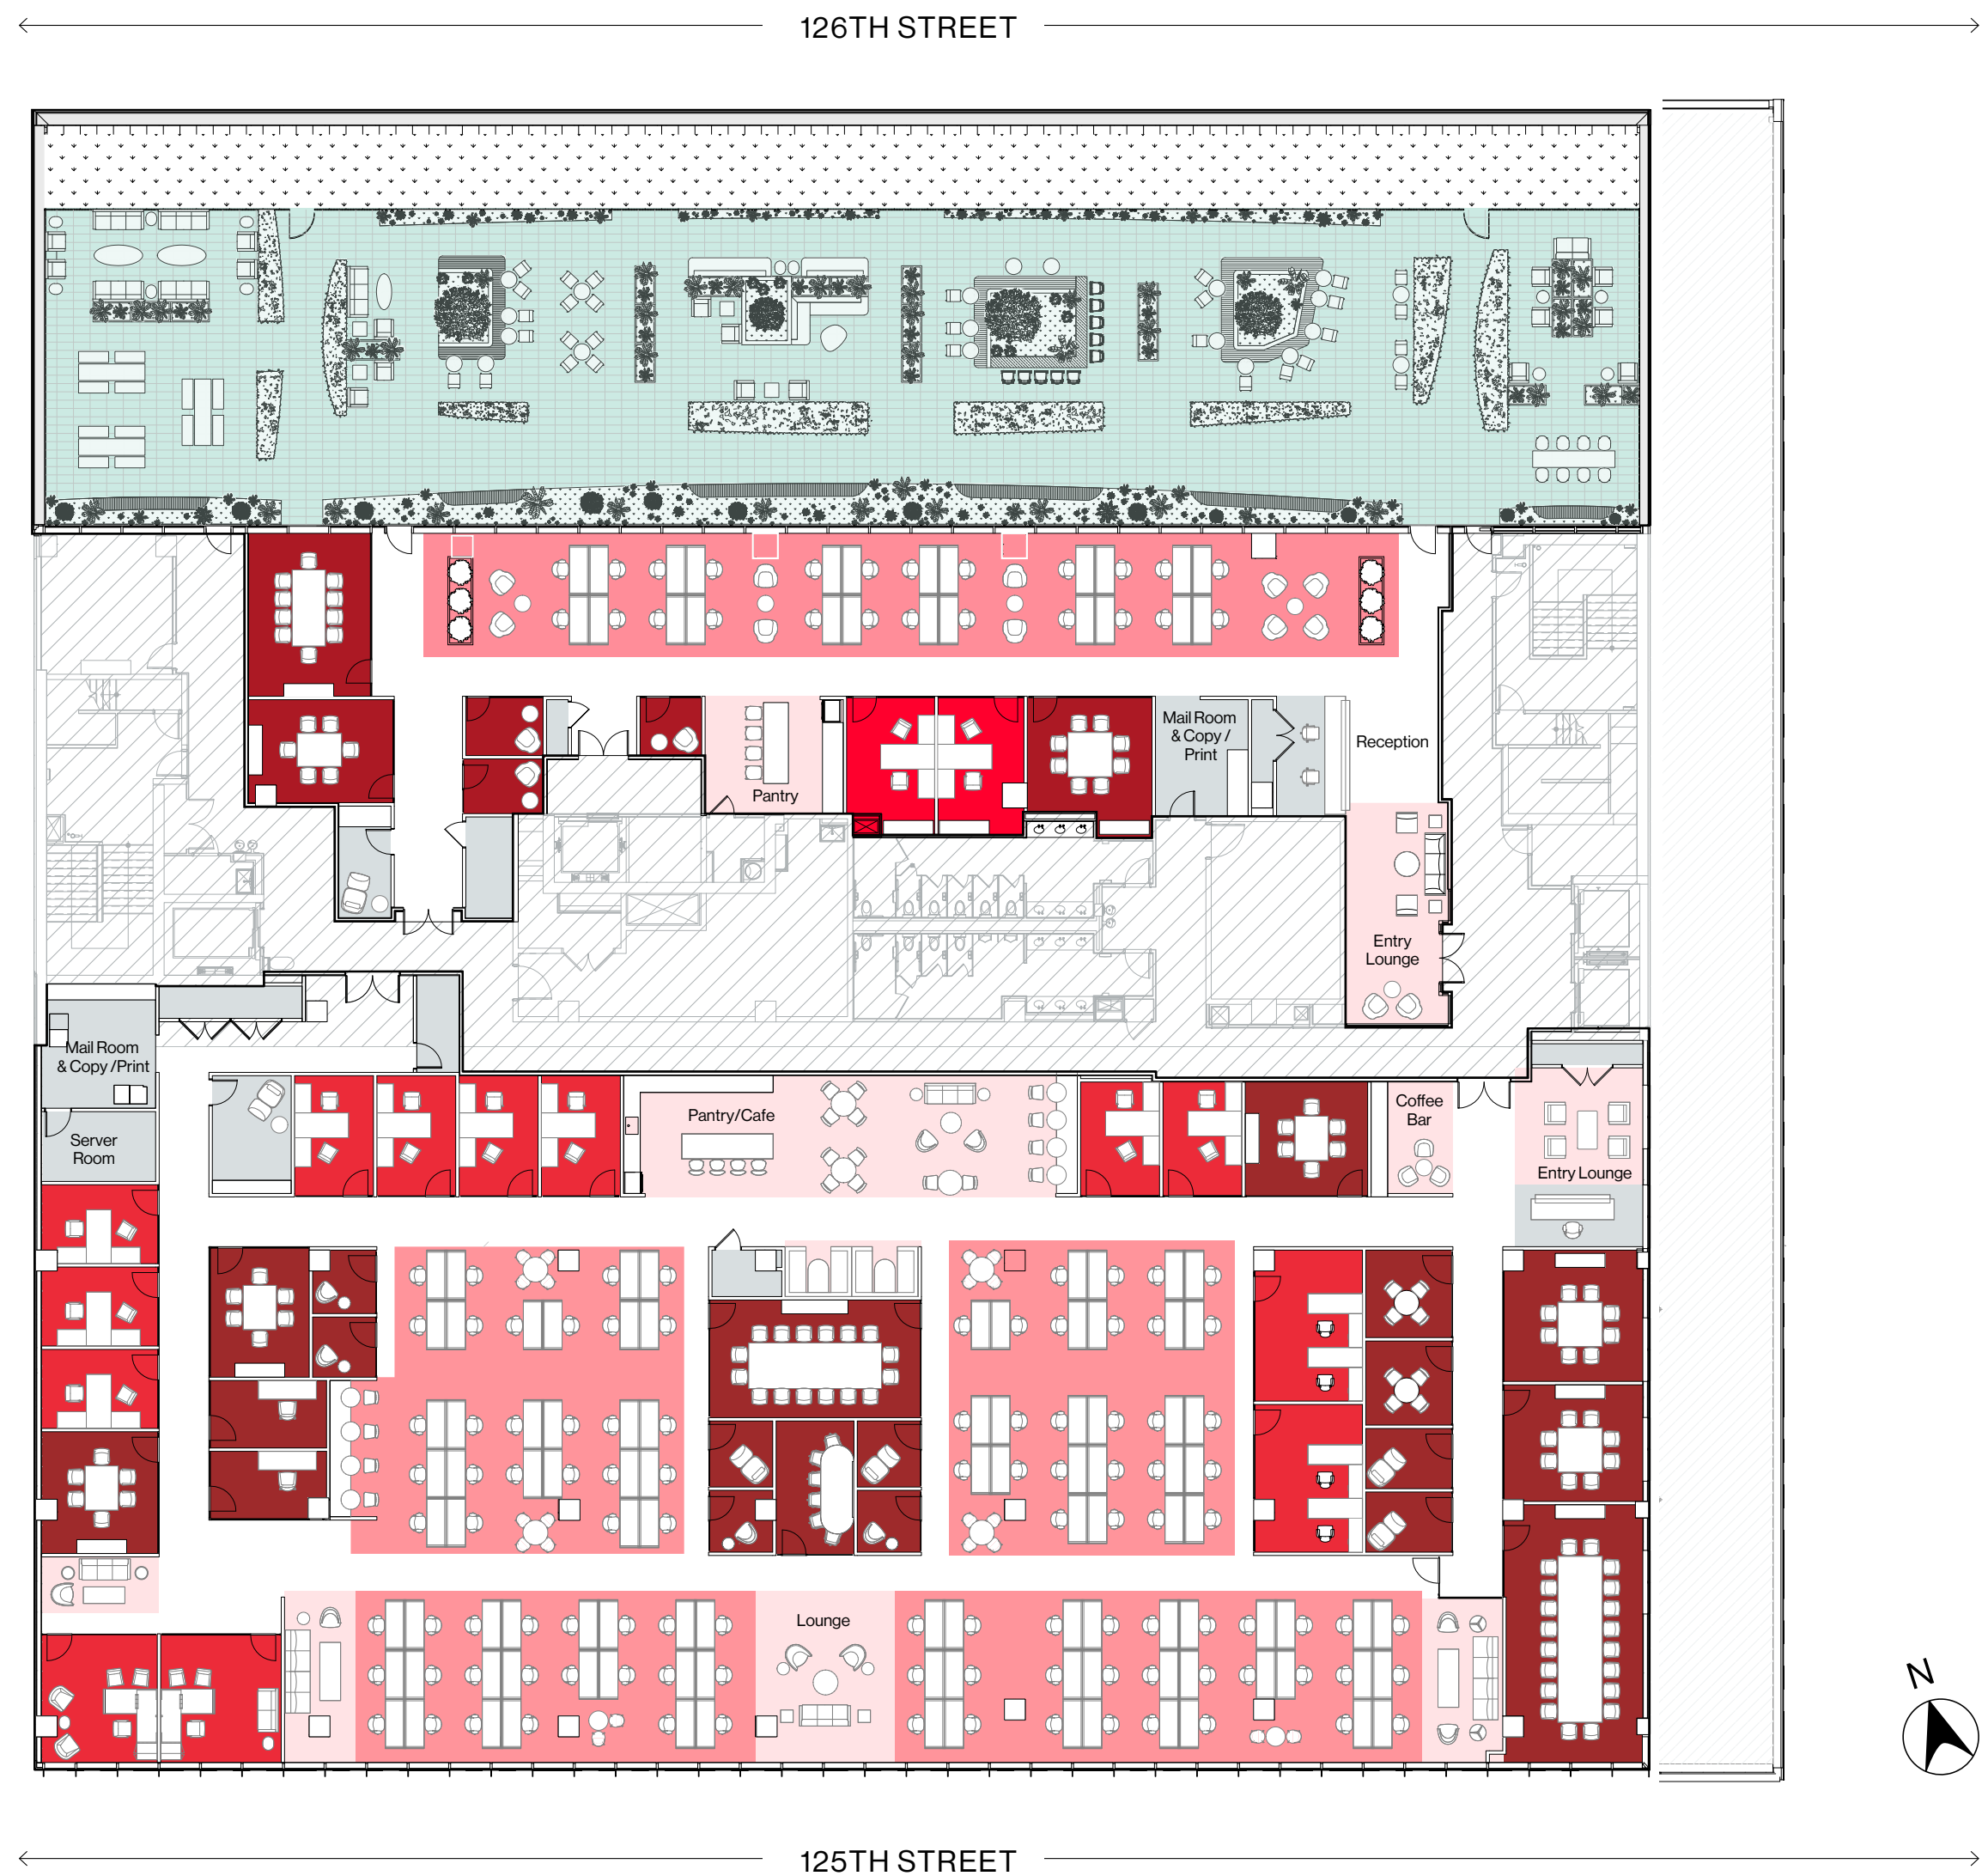 126TH STREET
Mail Room
& Copy /
Print
Reception
Pantry
Entry
Lounge
Mail Room
& Copy /Print
Server
Room
Pantry/Cafe
Coffee
Bar
Entry Lounge
Lounge
N
125TH STREET